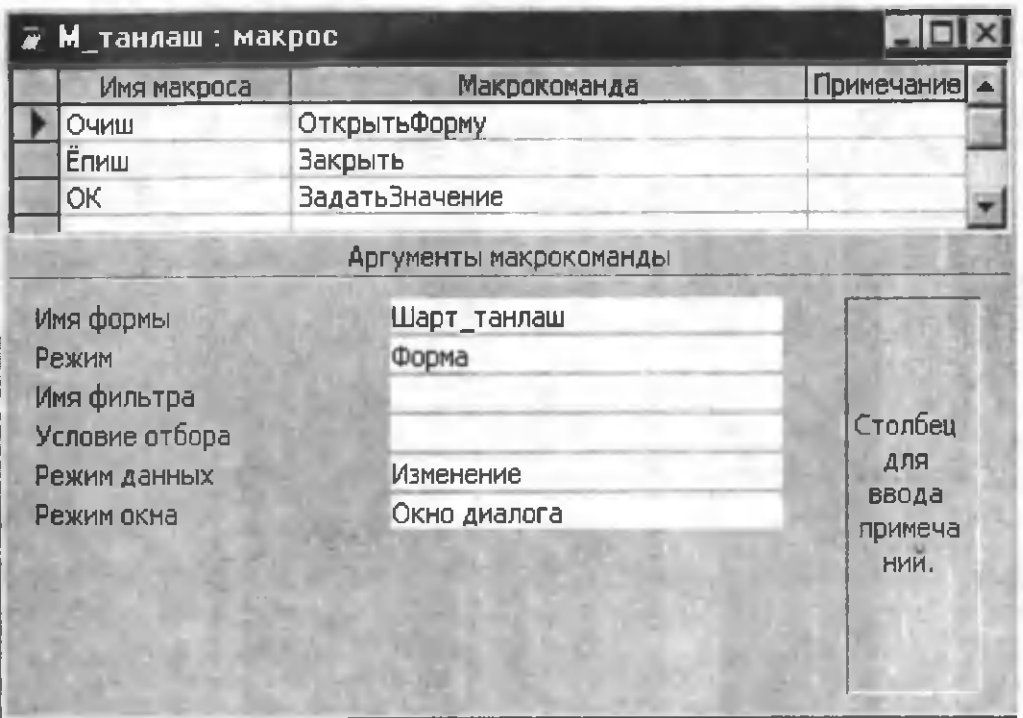 М_танлаш : макрос
Имя макроса Макрокоманда Примечание
Очиш ОткрытьФорму
Ёпиш Закрыть
ОК ЗадатьЗначение
Аргументы макрокоманды
Имя формы Шарт_танлаш
Режим Форма
Имя фильтра
Условие отбора
Режим данных Изменение
Режим окна Окно диалога
Столбец
для
ввода
примеча
ний.